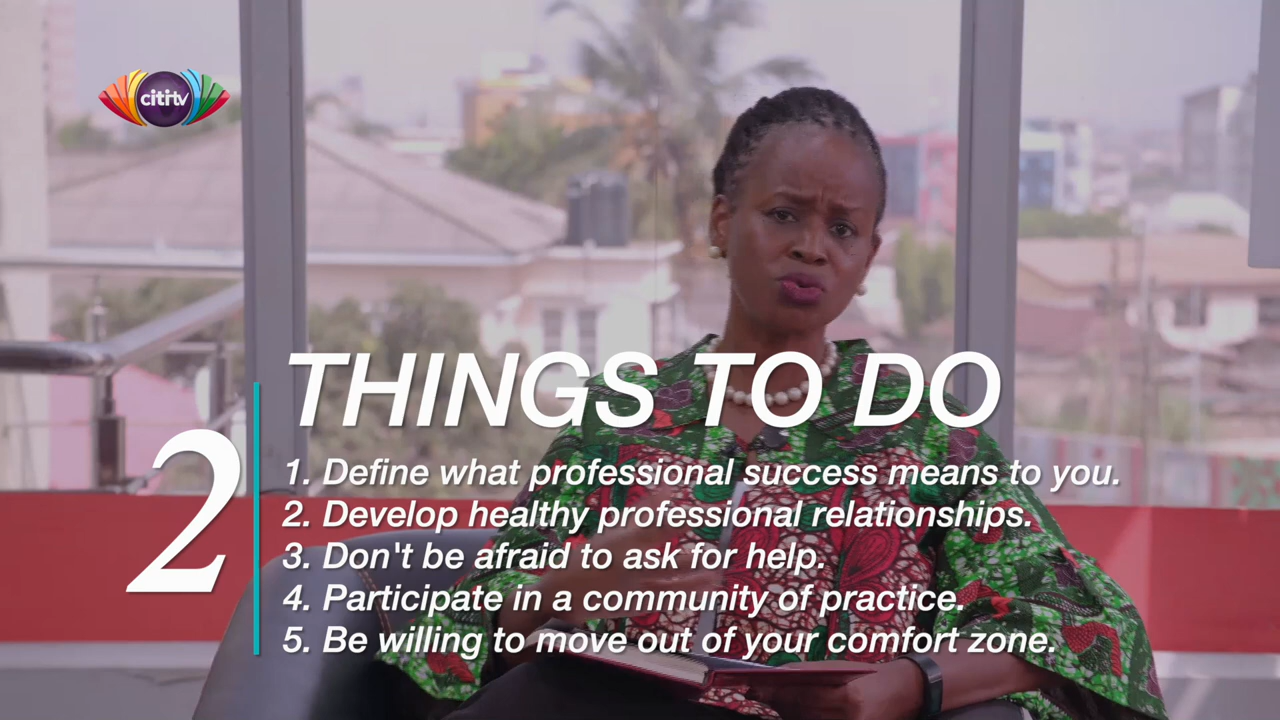 cititv
THINGS TO DO
2
1. Define what professional success means to you.
2. Develop healthy professional relationships.
3. Don't be afraid to ask for help.
4. Participate in a community of practice.
5. Be willing to move out of your comfort zone.